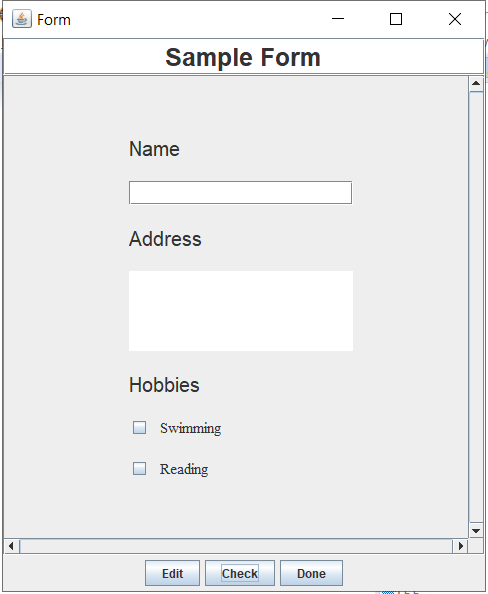 Form
Sample Form
Name
Address
Hobbies
Swimming
Reading
Edit Check Done